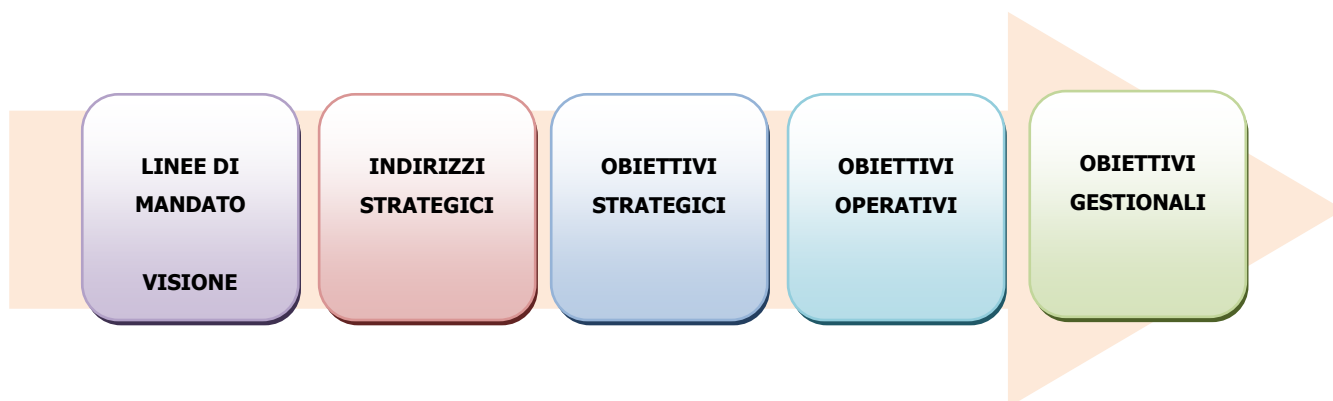 LINEE DI
MANDATO
VISIONE
INDIRIZZI
STRATEGICI
OBIETTIVI
STRATEGICI
OBIETTIVI
OPERATIVI
OBIETTIVI
GESTIONALI